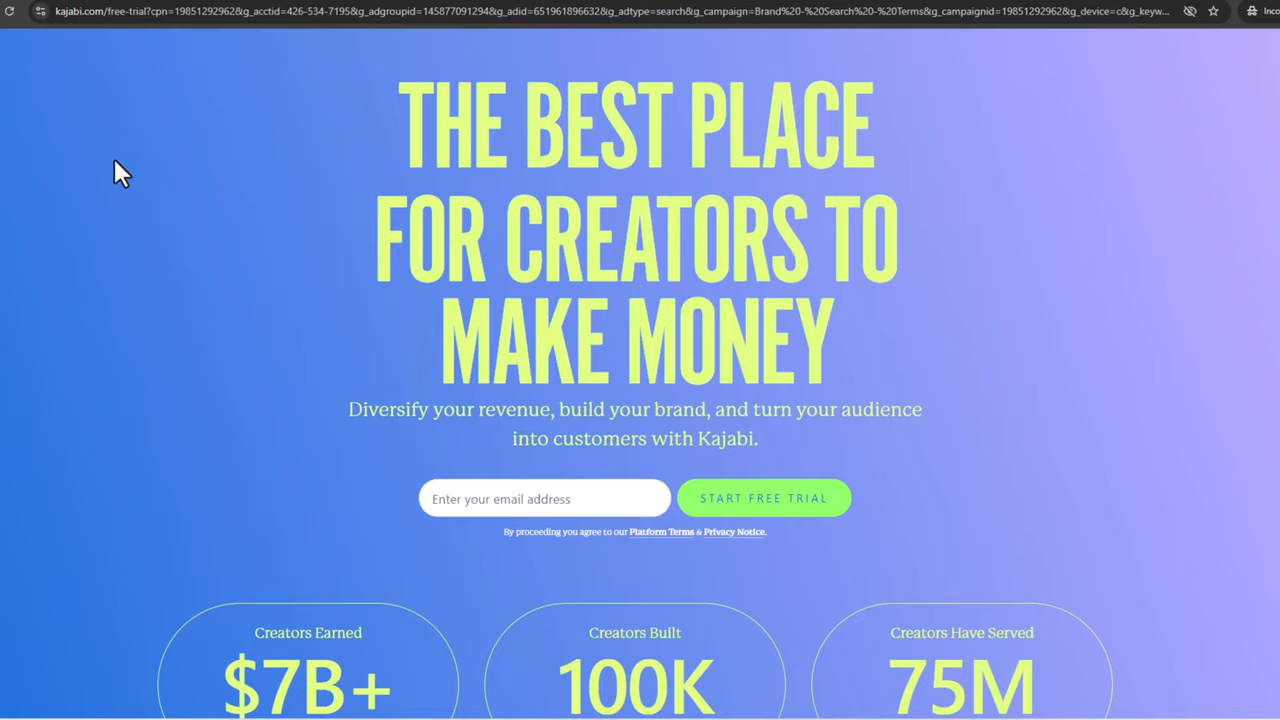 kajabi.com/free-trial?cpn=19851292962&g_acctid=426-534-7195&g_adgroupid=145877091294&g_adid=651961896632&g_adtype=search&g_campaign=Brand%20-%20Search%20-%20Terms&g_campaignid=19851292962&g_device=c&g_keyw...
Inco
THE BEST PLACE
FOR CREATORS TO
MAKE MONEY
Diversify your revenue, build your brand, and turn your audience
into customers with Kajabi.
Enter your email address
START FREE TRIAL
By proceeding you agree to our Platform Terms & Privacy Notice.
Creators Earned
Creators Built
Creators Have Served
$7B+
100K
75M